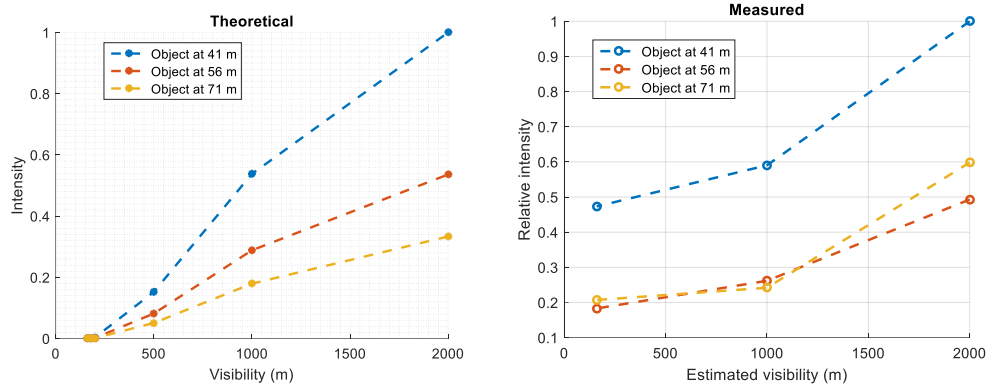 Theoretical
1
0.8
0.6
0.4
0.2
0
Intensity
Object at 41 m
Object at 56 m
Object at 71 m
0 500 1000 1500 2000
Visibility (m)
Measured
1
0.9
0.8
0.7
0.6
0.5
0.4
0.3
0.2
0.1
Relative intensity
Object at 41 m
Object at 56 m
Object at 71 m
0 500 1000 1500 2000
Estimated visibility (m)